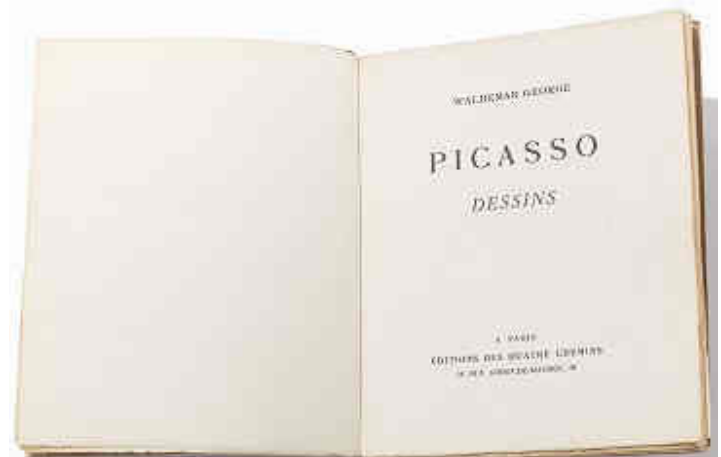 WALDEMAR GEORGE
PICASSO
DESSINS
A PARIS
EDITIONS DES QUATRE CHEMINS